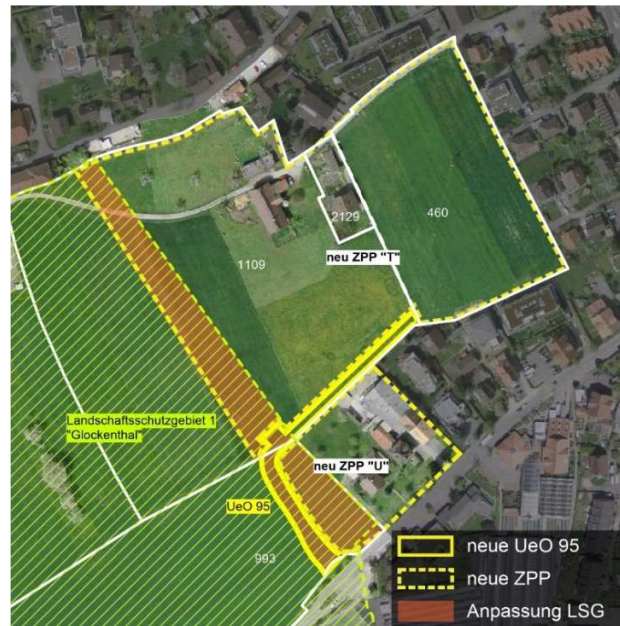 2129
460
1109
neu ZPP "T"
Landschaftsschutzgebiet 1
"Glockenthal"
neu ZPP "U"
UeO 95
993
neue UeO 95
neue ZPP
Anpassung LSG